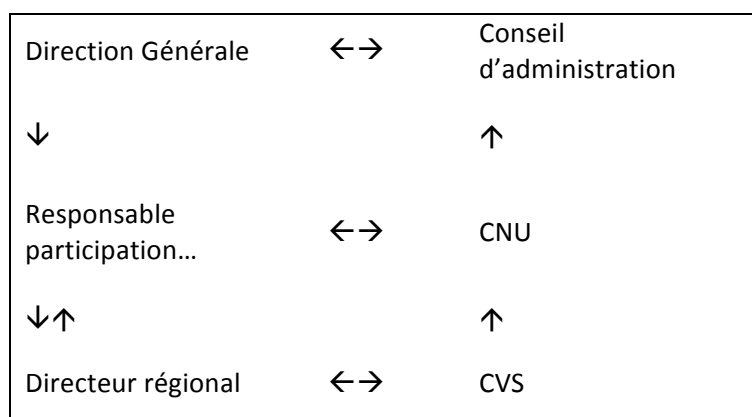 Direction Générale ←→ Conseil
d’administration
↓ ↑
Responsable
participation... ←→ CNU
↓↑ ↑
Directeur régional ←→ CVS